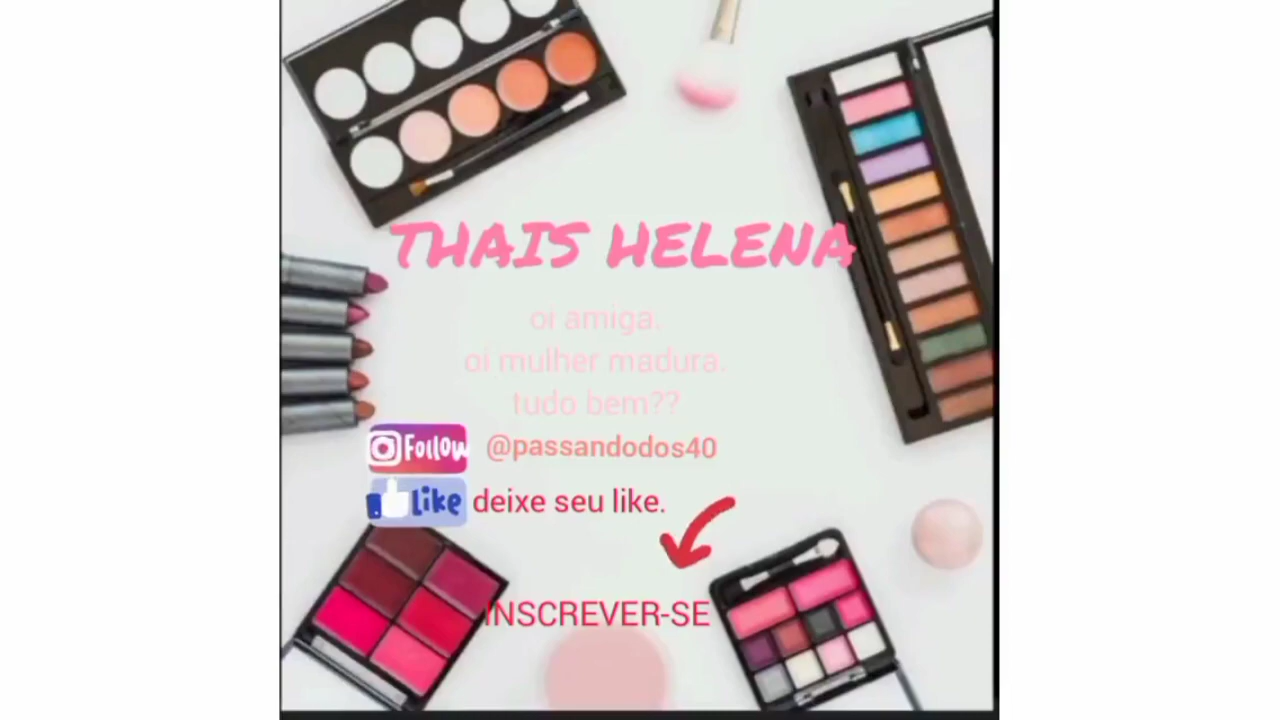 THAIS HELENA
oi amiga.
oi mulher madura.
tudo bem??
Follow @passandodos40
like deixe seu like.
INSCREVER-SE